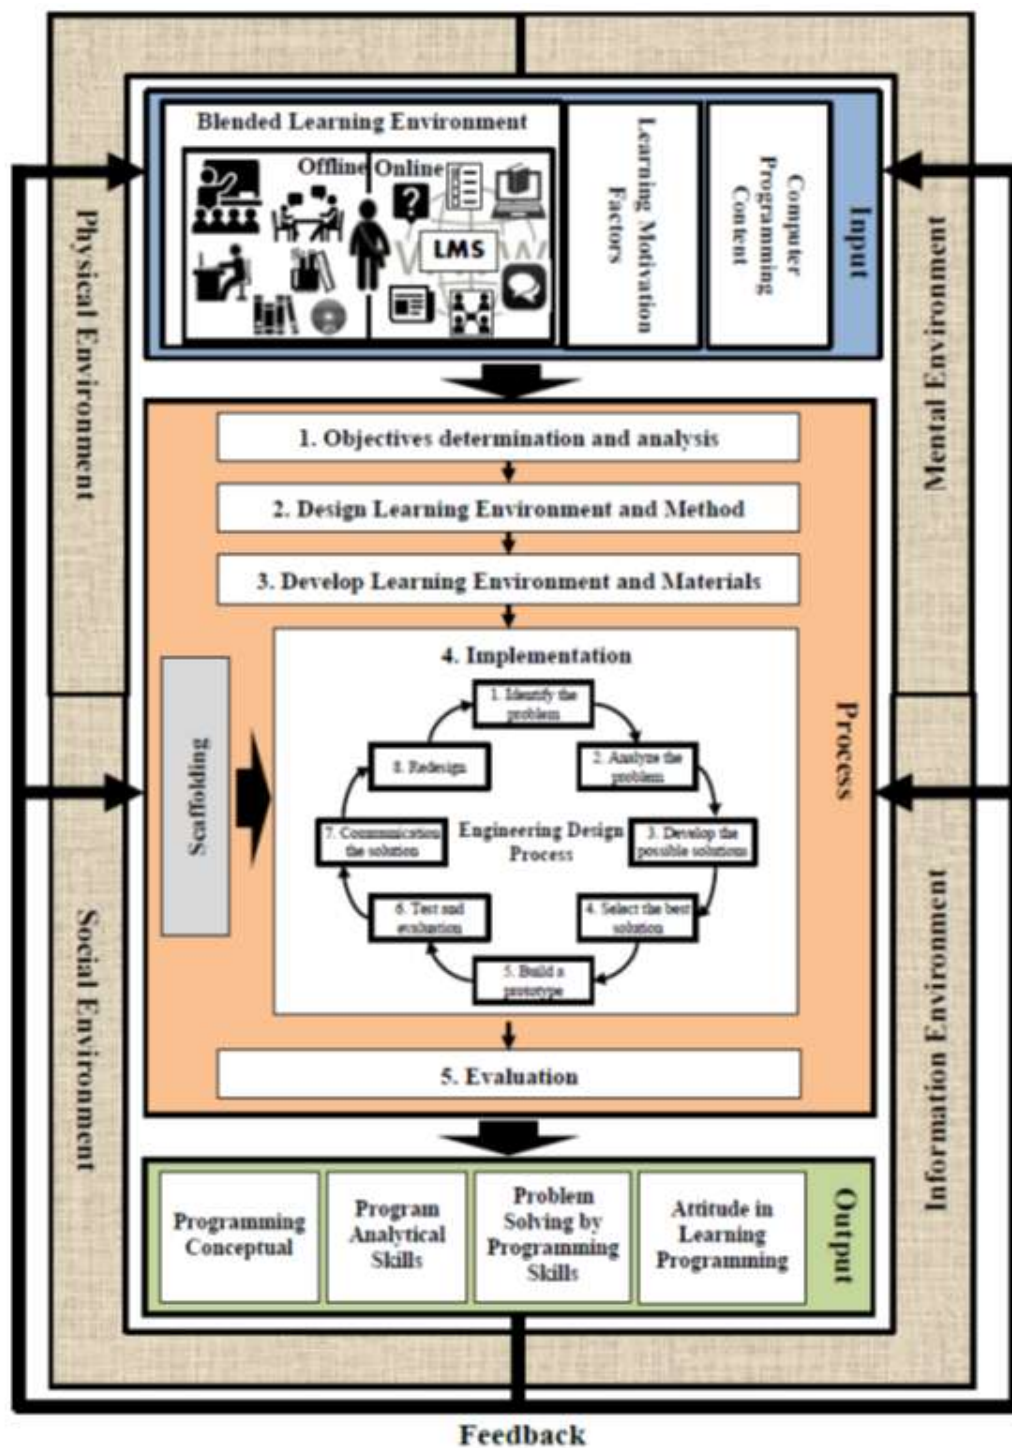 Blended Learning Environment
Offline
Online
LMS
Learning Motivation
Factors
Computer
Programming
Content
Input
Physical Environment
Mental Environment
1. Objectives determination and analysis
2. Design Learning Environment and Method
3. Develop Learning Environment and Materials
4. Implementation
1. Identify the
problem
2. Analyze the
problem
3. Develop the
possible solutions
4. Select the best
solution
5. Build a
prototype
6. Test and
evaluation
7. Communication
the solution
8. Redesign
Engineering Design
Process
Scaffolding
Process
5. Evaluation
Social Environment
Information Environment
Programming
Conceptual
Program
Analytical
Skills
Problem
Solving by
Programming
Skills
Attitude in
Learning
Programming
Output
Feedback